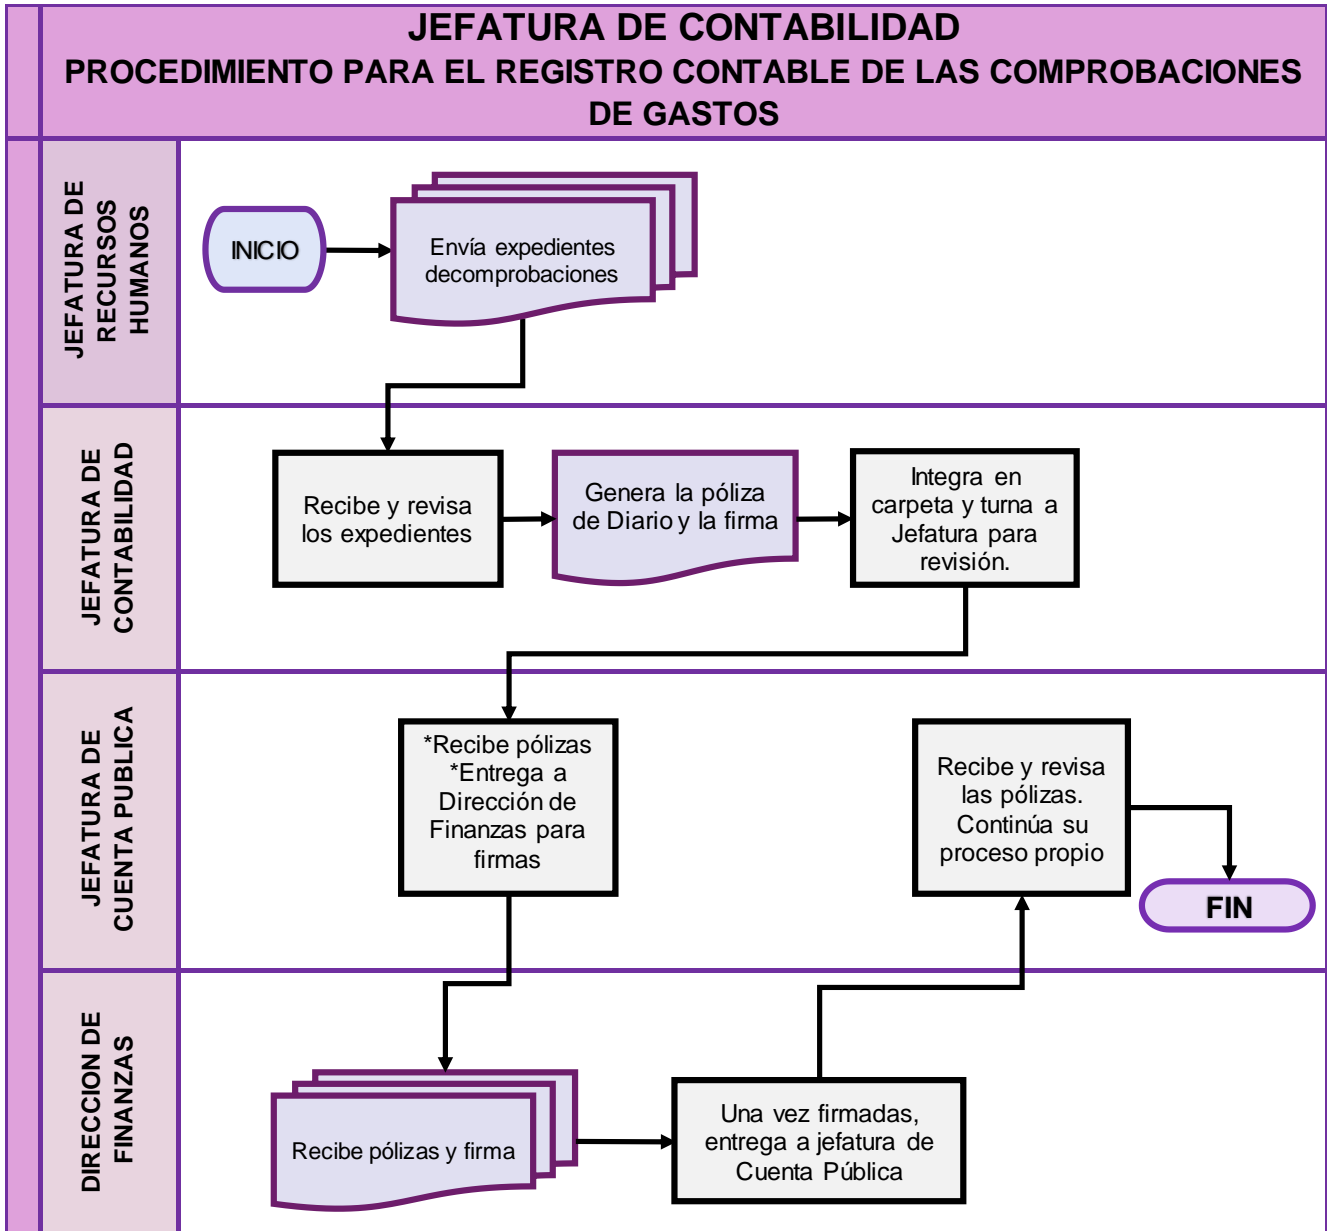 JEFATURA DE CONTABILIDAD
PROCEDIMIENTO PARA EL REGISTRO CONTABLE DE LAS COMPROBACIONES
DE GASTOS
JEFATURA DE
RECURSOS
HUMANOS
INICIO
Envía expedientes
decomprobaciones
JEFATURA DE
CONTABILIDAD
Recibe y revisa
los expedientes
Genera la póliza
de Diario y la firma
Integra en
carpeta y turna a
Jefatura para
revisión.
JEFATURA DE
CUENTA PUBLICA
*Recibe pólizas
*Entrega a
Dirección de
Finanzas para
firmas
Recibe y revisa
las pólizas.
Continúa su
proceso propio
FIN
DIRECCION DE
FINANZAS
Recibe pólizas y firma
Una vez firmadas,
entrega a jefatura de
Cuenta Pública